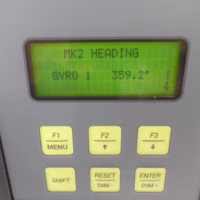 MK2 HEADING
GYRO 1 359.2°
F1
MENU
F2
↑
F3
↓
SHIFT
RESET
DIM -
ENTER
DIM +